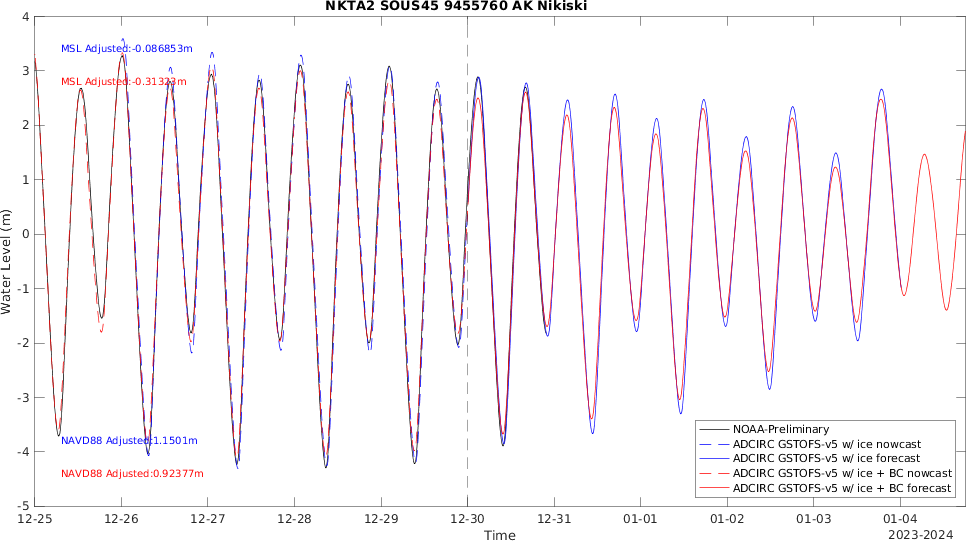 NKTA2 SOUS45 9455760 AK Nikiski
4
3
2
1
0
-1
-2
-3
-4
-5
Water Level (m)
MSL Adjusted:-0.086853m
MSL Adjusted:-0.31323m
NAVD88 Adjusted:1.1501m
NAVD88 Adjusted:0.92377m
NOAA-Preliminary
ADCIRC GSTOFS-v5 w/ ice nowcast
ADCIRC GSTOFS-v5 w/ ice forecast
ADCIRC GSTOFS-v5 w/ ice + BC nowcast
ADCIRC GSTOFS-v5 w/ ice + BC forecast
12-25 12-26 12-27 12-28 12-29 12-30 12-31 01-01 01-02 01-03 01-04
Time
2023-2024